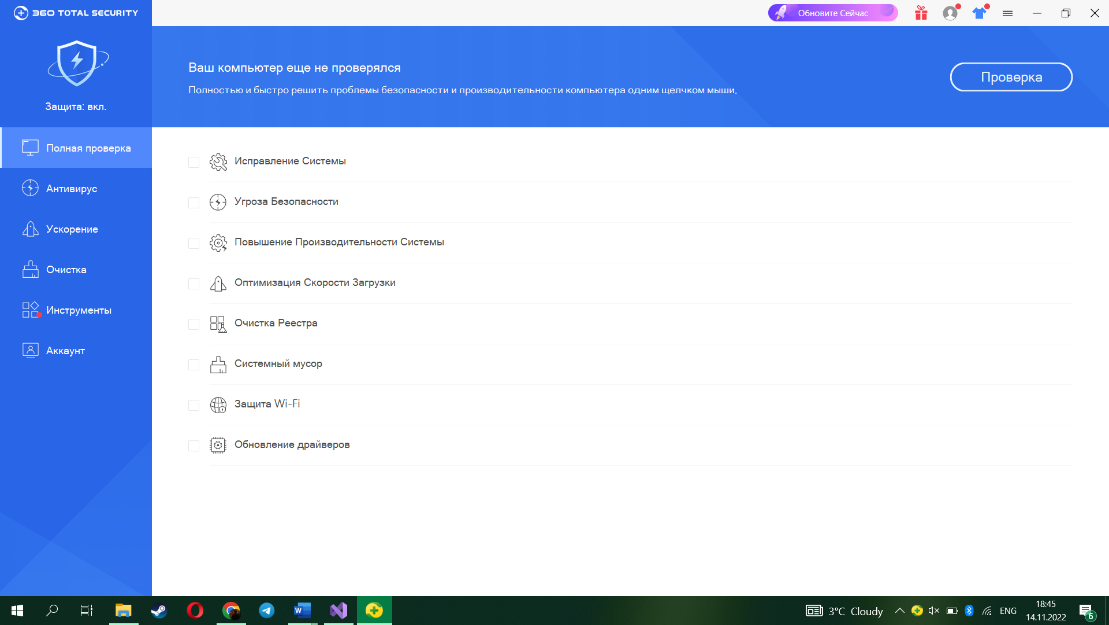 360 TOTAL SECURITY
Обновите Сейчас
Защита: вкл.
Ваш компьютер еще не проверялся
Полностью и быстро решить проблемы безопасности и производительности компьютера одним щелчком мыши.
Проверка
Полная проверка
Антивирус
Ускорение
Очистка
Инструменты
Аккаунт
Исправление Системы
Угроза Безопасности
Повышение Производительности Системы
Оптимизация Скорости Загрузки
Очистка Реестра
Системный мусор
Защита Wi-Fi
Обновление драйверов
3°C Cloudy
ENG
18:45
14.11.2022
6